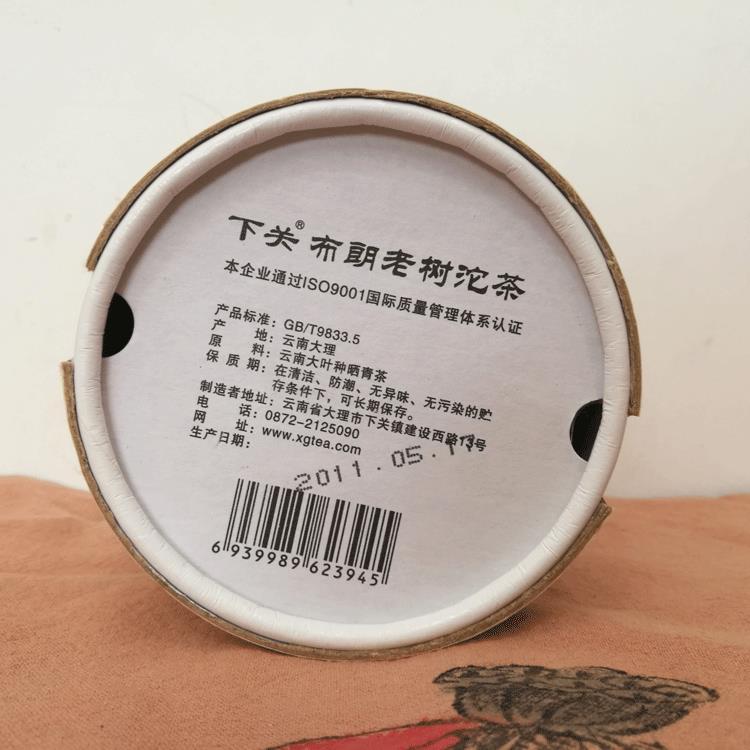 下关® 布朗老树沱茶
本企业通过ISO9001国际质量管理体系认证
产品标准：GB/T9833.5
产 地：云南大理
原 料：云南大叶种晒青茶
保 质 期：在清洁、防潮、无异味、无污染的贮
存条件下，可长期保存。
制造者地址：云南省大理市下关镇建设西路13号
电 话：0872-2125090
网 址：www.xgtea.com
生产日期：
2011.05.
6 939989 623945